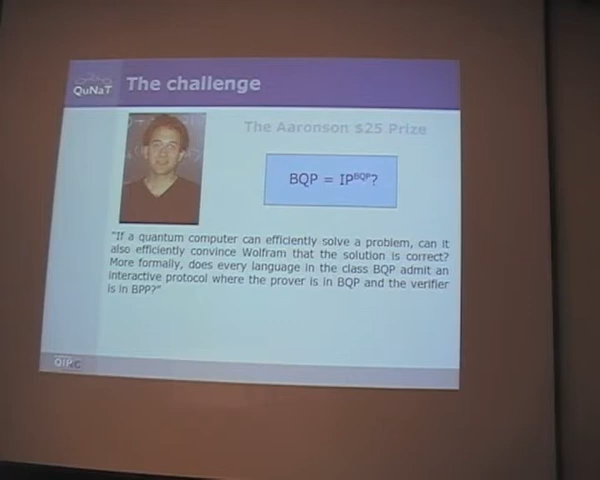 QuNaT
The challenge
The Aaronson $25 Prize
BQP = IP^BQP?
"If a quantum computer can efficiently solve a problem, can it
also efficiently convince Wolfram that the solution is correct?
More formally, does every language in the class BQP admit an
interactive protocol where the prover is in BQP and the verifier
is in BPP?"